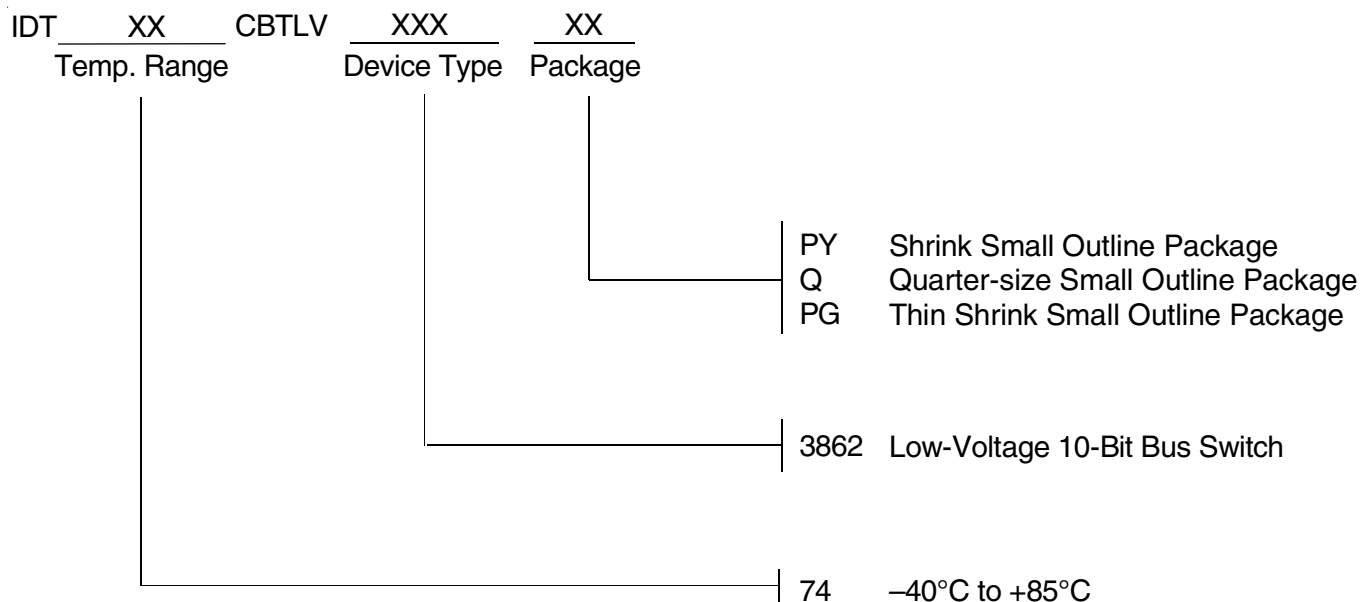 IDT XX CBTLV XXX XX
Temp. Range Device Type Package
PY Shrink Small Outline Package
Q Quarter-size Small Outline Package
PG Thin Shrink Small Outline Package
3862 Low-Voltage 10-Bit Bus Switch
74 –40°C to +85°C